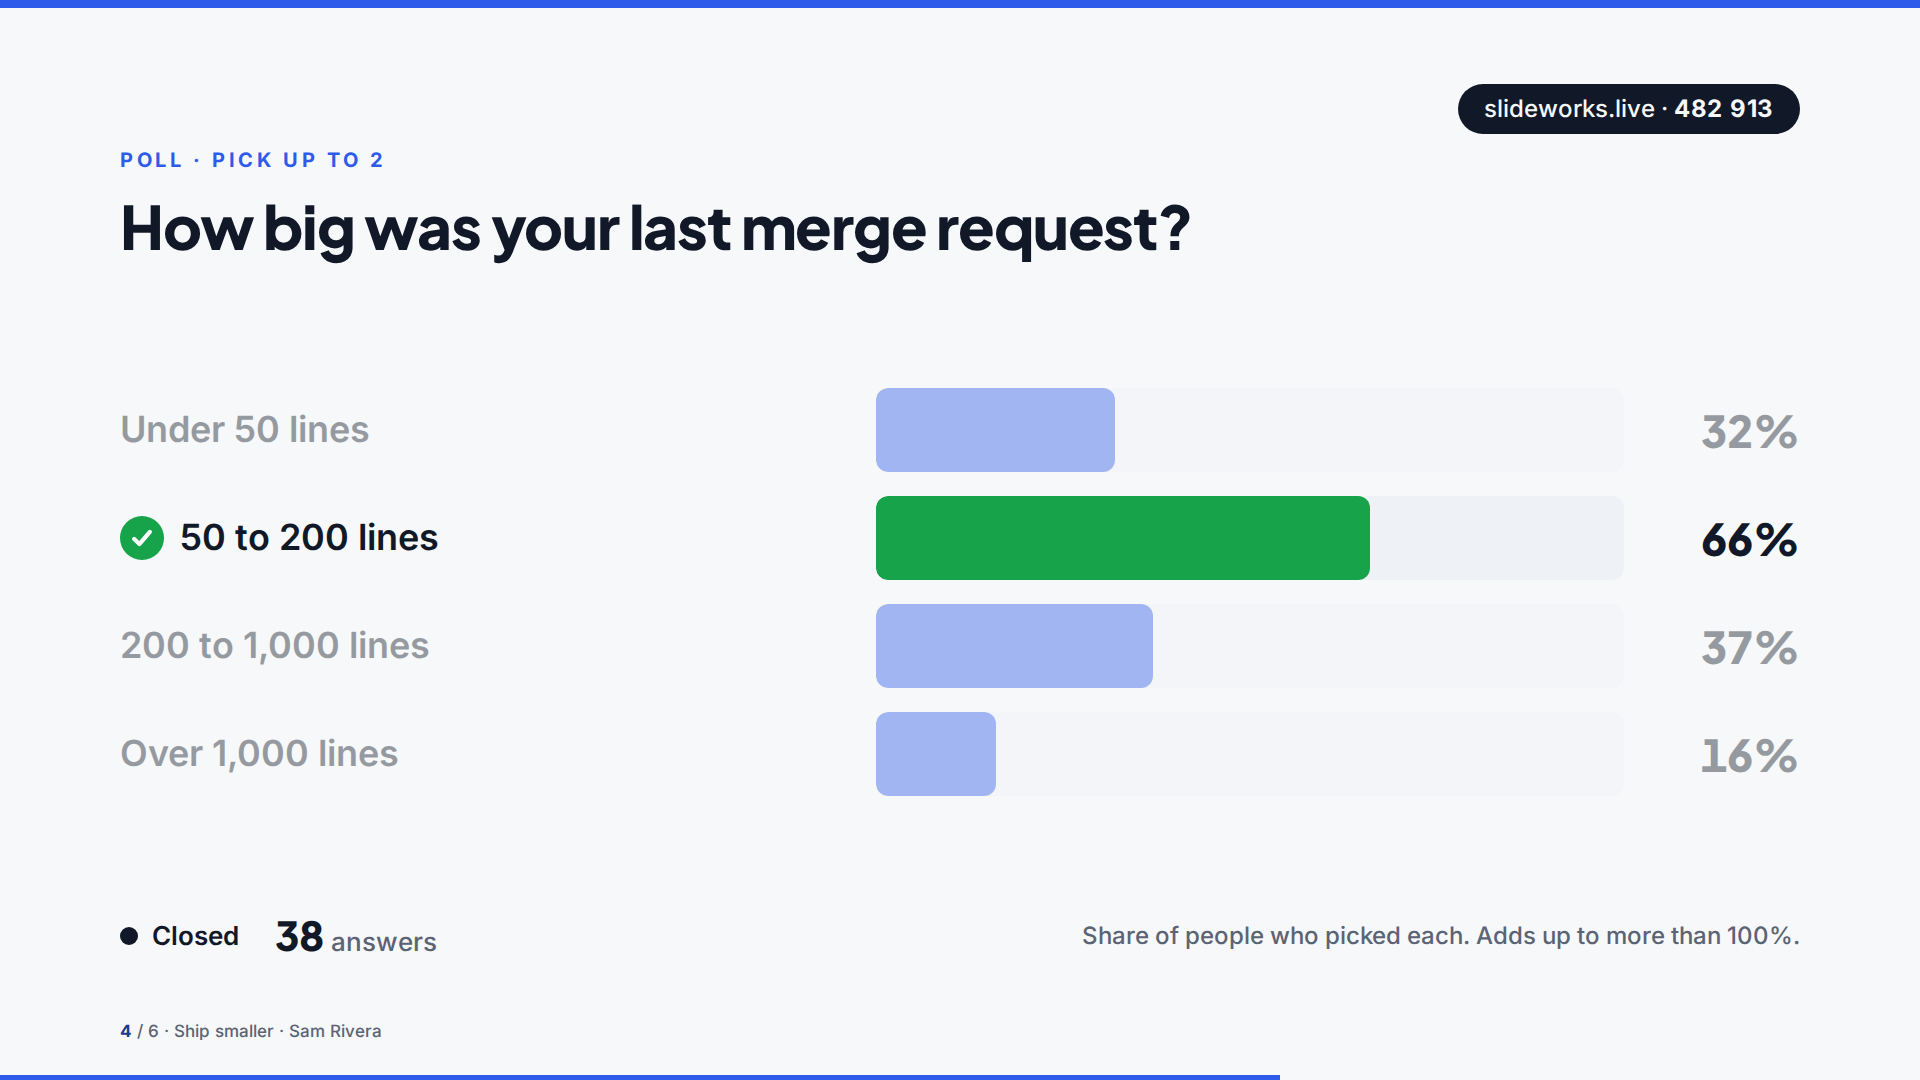 slideworks.live · 482 913
POLL · PICK UP TO 2
How big was your last merge request?
Under 50 lines 32%
50 to 200 lines 66%
200 to 1,000 lines 37%
Over 1,000 lines 16%
Closed 38 answers Share of people who picked each. Adds up to more than 100%.
4 / 6 · Ship smaller · Sam Rivera